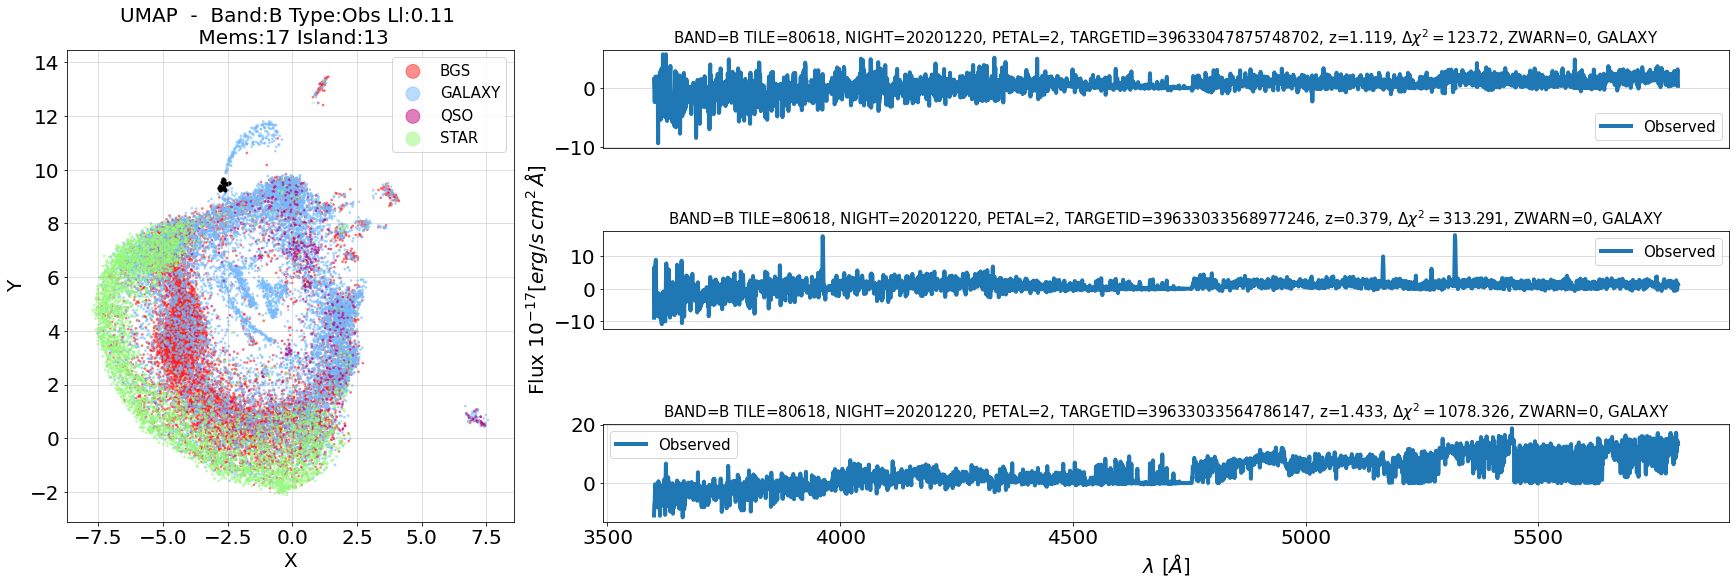 UMAP - Band:B Type:Obs Ll:0.11
Mems:17 Island:13
14
12
10
8
6
4
2
0
−2
Y
BGS
GALAXY
QSO
STAR
−7.5 −5.0 −2.5 0.0 2.5 5.0 7.5
X
Flux 10⁻¹⁷[erg/s cm² Å]
BAND=B TILE=80618, NIGHT=20201220, PETAL=2, TARGETID=39633047875748702, z=1.119, Δχ² = 123.72, ZWARN=0, GALAXY
0
−10
Observed
BAND=B TILE=80618, NIGHT=20201220, PETAL=2, TARGETID=39633033568977246, z=0.379, Δχ² = 313.291, ZWARN=0, GALAXY
10
0
−10
Observed
BAND=B TILE=80618, NIGHT=20201220, PETAL=2, TARGETID=39633033564786147, z=1.433, Δχ² = 1078.326, ZWARN=0, GALAXY
20
0
Observed
3500 4000 4500 5000 5500
λ [Å]